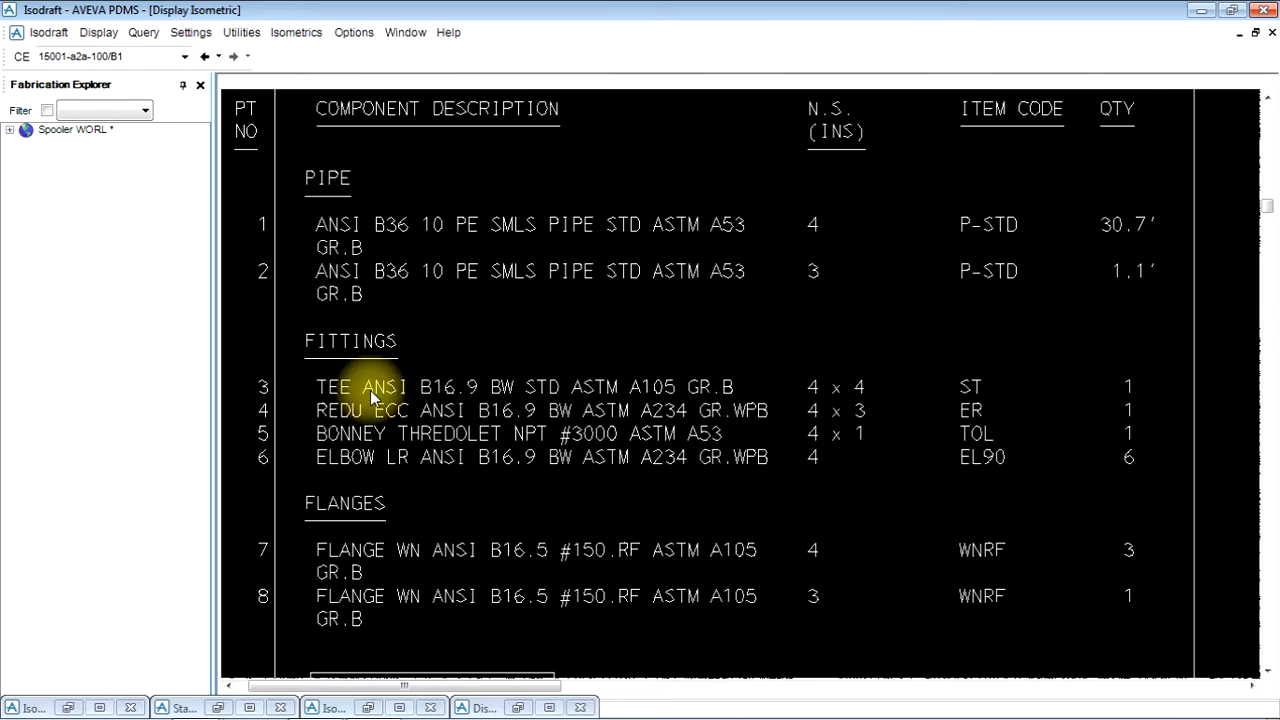 Isodraft - AVEVA PDMS - [Display Isometric]
Isodraft Display Query Settings Utilities Isometrics Options Window Help
CE 15001-a2a-100/B1
Fabrication Explorer
Filter
Spooler WORL *
PT NO COMPONENT DESCRIPTION N.S. (INS) ITEM CODE QTY
PIPE
1 ANSI B36 10 PE SMLS PIPE STD ASTM A53 4 P-STD 30.7'
GR.B
2 ANSI B36 10 PE SMLS PIPE STD ASTM A53 3 P-STD 1.1'
GR.B
FITTINGS
3 TEE ANSI B16.9 BW STD ASTM A105 GR.B 4 x 4 ST 1
4 REDU ECC ANSI B16.9 BW ASTM A234 GR.WPB 4 x 3 ER 1
5 BONNEY THREDOLET NPT #3000 ASTM A53 4 x 1 TOL 1
6 ELBOW LR ANSI B16.9 BW ASTM A234 GR.WPB 4 EL90 6
FLANGES
7 FLANGE WN ANSI B16.5 #150.RF ASTM A105 4 WNRF 3
GR.B
8 FLANGE WN ANSI B16.5 #150.RF ASTM A105 3 WNRF 1
GR.B
Iso... Sta... Iso... Dis...